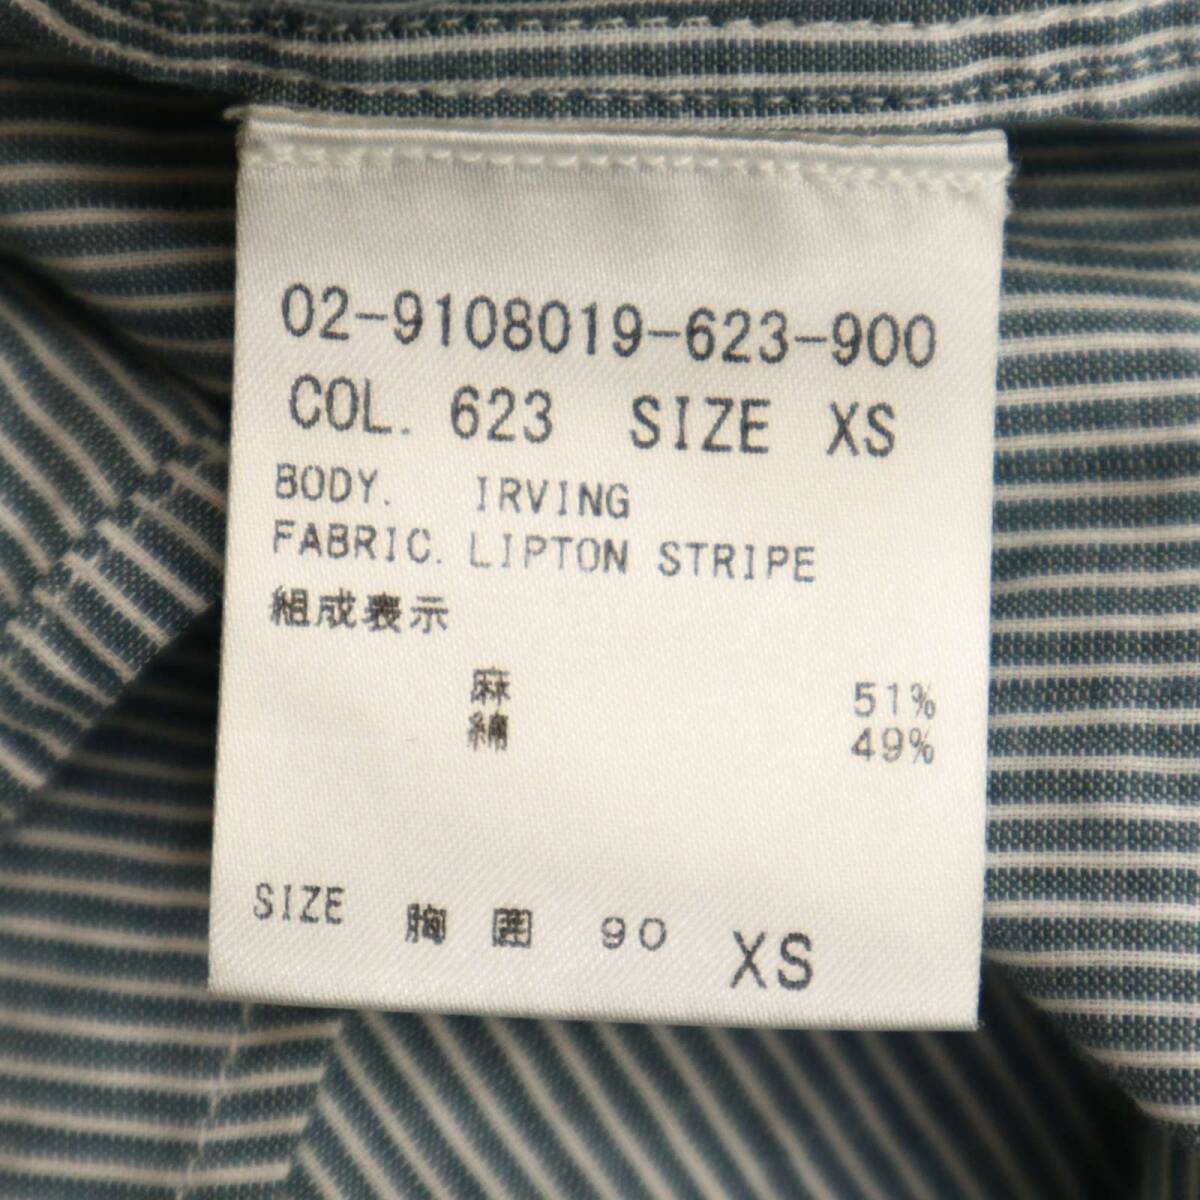 02-9108019-623-900
COL. 623 SIZE XS
BODY. IRVING
FABRIC. LIPTON STRIPE
組成表示
麻 51%
綿 49%
SIZE 胸 囲 90 XS